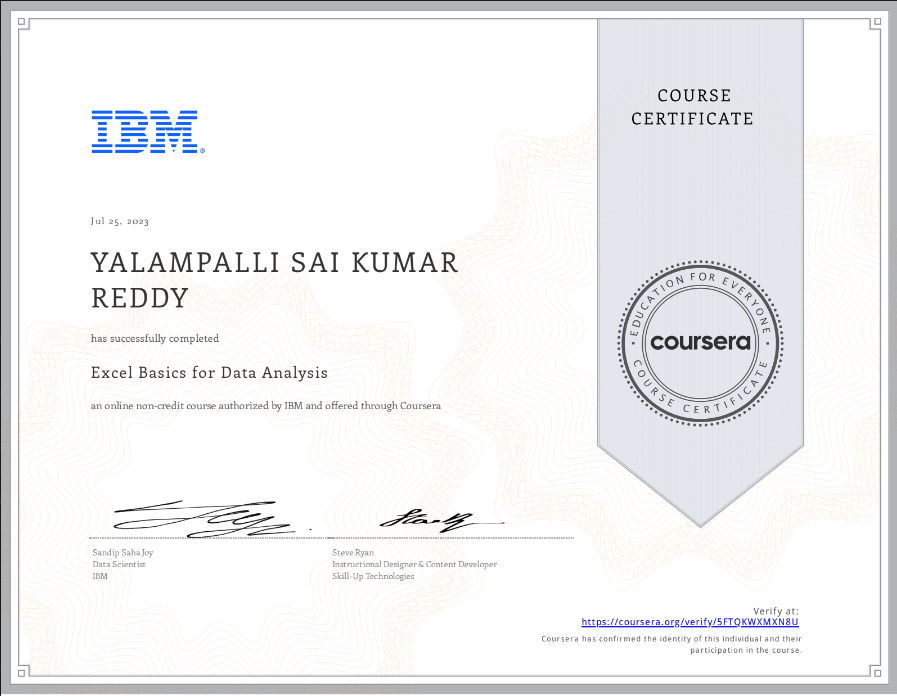 COURSE
CERTIFICATE
IBM®
Jul 25, 2023
YALAMPALLI SAI KUMAR
REDDY
has successfully completed
Excel Basics for Data Analysis
an online non-credit course authorized by IBM and offered through Coursera
EDUCATION FOR EVERYONE
coursera
COURSE CERTIFICATE
Sandip Saha Joy
Data Scientist
IBM
Steve Ryan
Instructional Designer & Content Developer
Skill-Up Technologies
Verify at:
https://coursera.org/verify/5FTQKWXMXN8U
Coursera has confirmed the identity of this individual and their
participation in the course.